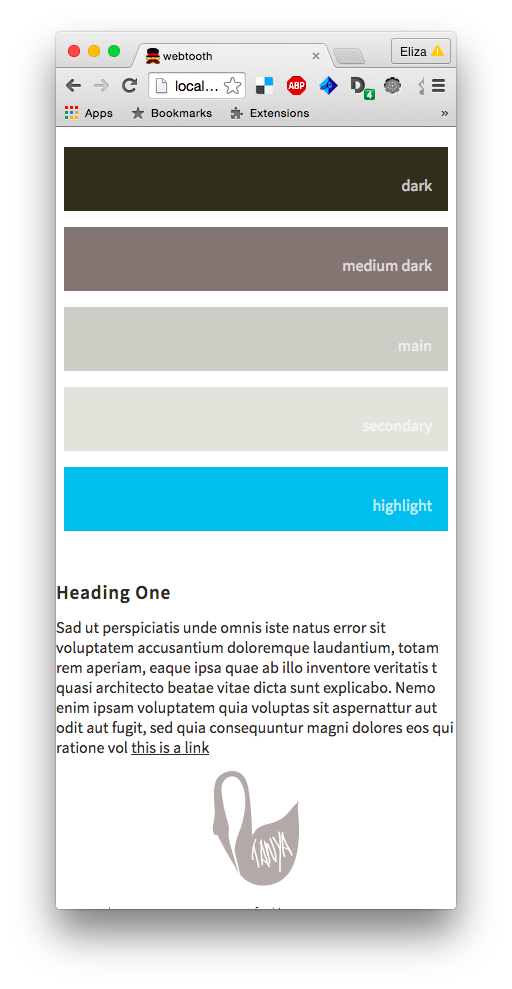 webtooth
Eliza
local...
ABP
D
4
Apps
Bookmarks
Extensions
»
dark
medium dark
main
secondary
highlight
Heading One
Sad ut perspiciatis unde omnis iste natus error sit
voluptatem accusantium doloremque laudantium, totam
rem aperiam, eaque ipsa quae ab illo inventore veritatis t
quasi architecto beatae vitae dicta sunt explicabo. Nemo
enim ipsam voluptatem quia voluptas sit aspernattur aut
odit aut fugit, sed quia consequuntur magni dolores eos qui
ratione vol this is a link
TANYA